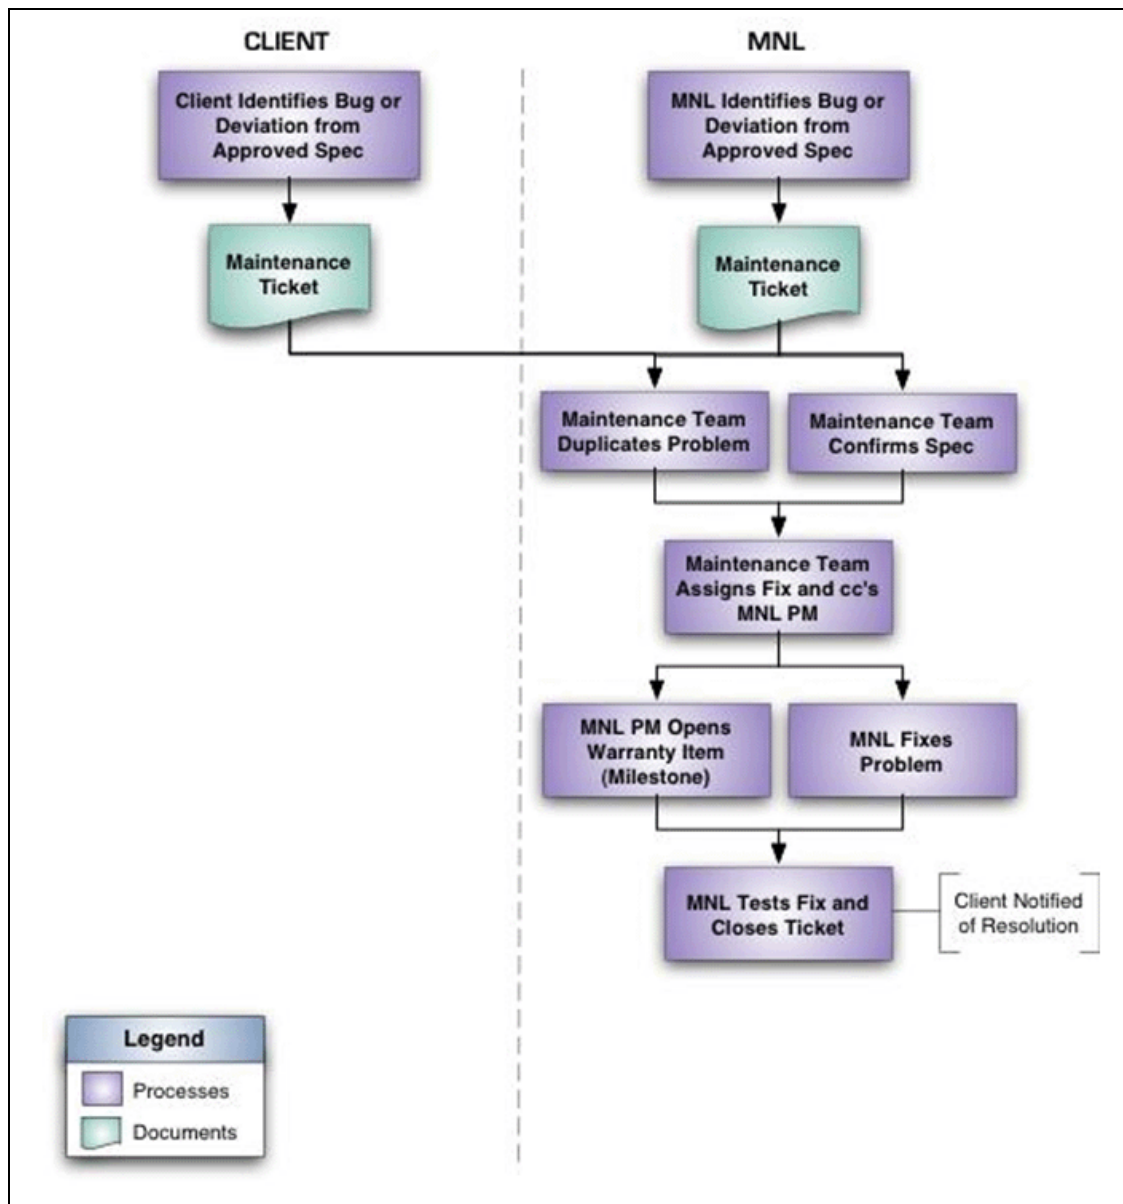 CLIENT
MNL
Client Identifies Bug or
Deviation from
Approved Spec
MNL Identifies Bug or
Deviation from
Approved Spec
Maintenance
Ticket
Maintenance
Ticket
Maintenance Team
Duplicates Problem
Maintenance Team
Confirms Spec
Maintenance Team
Assigns Fix and cc's
MNL PM
MNL PM Opens
Warranty Item
(Milestone)
MNL Fixes
Problem
MNL Tests Fix and
Closes Ticket
Client Notified
of Resolution
Legend
Processes
Documents